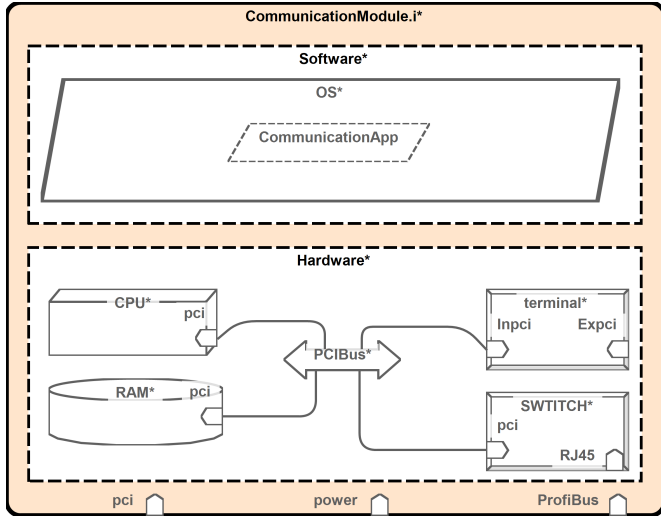 CommunicationModule.i*
Software*
OS*
CommunicationApp
Hardware*
CPU*
pci
terminal*
Inpci
Expci
PCIBus*
RAM*
pci
SWTITCH*
pci
RJ45
pci
power
ProfiBus